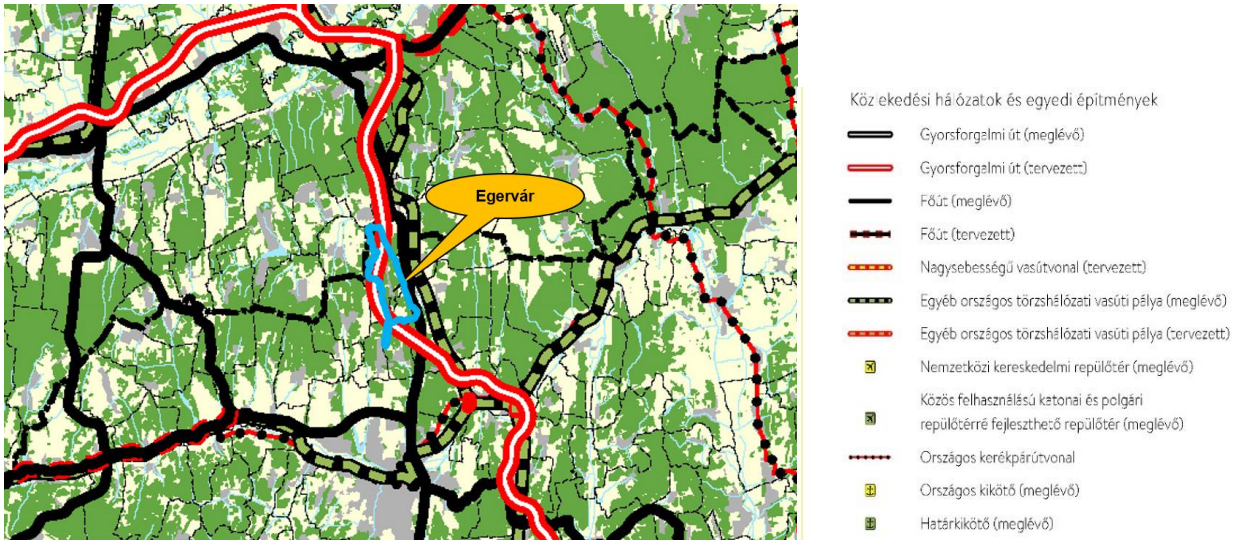 Egervár
Közlekedési hálózatok és egyedi építmények
Gyorsforgalmi út (meglévő)
Gyorsforgalmi út (tervezett)
Főút (meglévő)
Főút (tervezett)
Nagysebességű vasútvonal (tervezett)
Egyéb országos törzshálózati vasúti pálya (meglévő)
Egyéb országos törzshálózati vasúti pálya (tervezett)
Nemzetközi kereskedelmi repülőtér (meglévő)
Közös felhasználású katonai és polgári
repülőtérré fejleszthető repülőtér (meglévő)
Országos kerékpárútvonal
Országos kikötő (meglévő)
Határkikötő (meglévő)